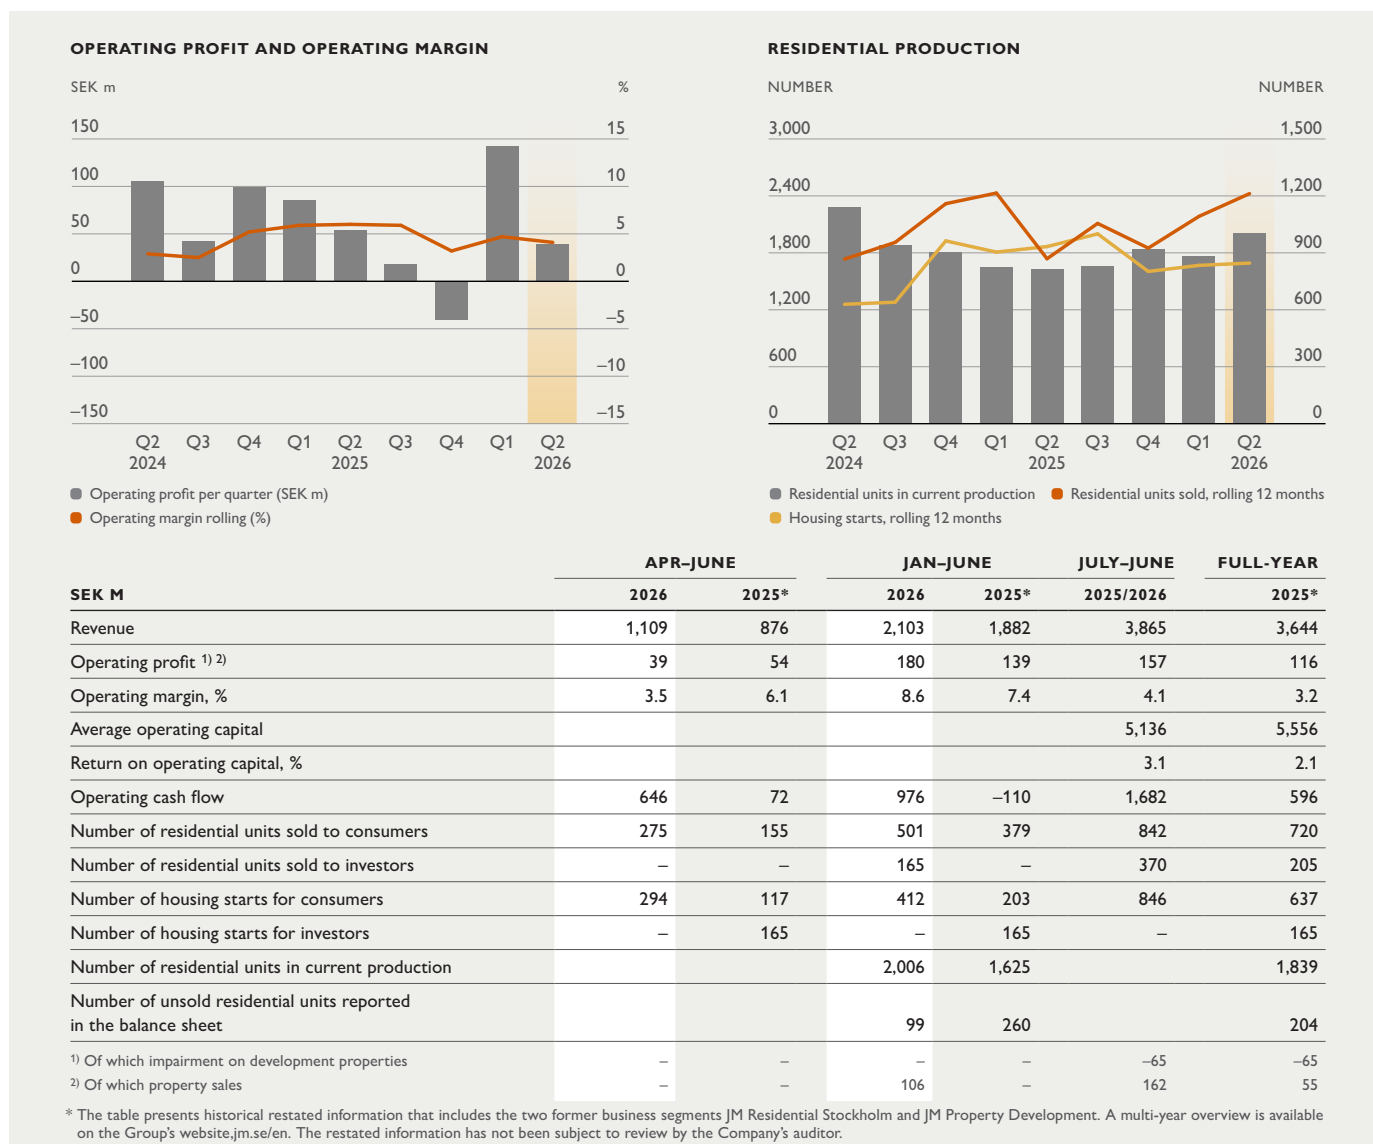 OPERATING PROFIT AND OPERATING MARGIN
SEK m %
150 15
100 10
50 5
0 0
–50 –5
–100 –10
–150 –15
Q2 Q3 Q4 Q1 Q2 Q3 Q4 Q1 Q2
2024 2025 2026
Operating profit per quarter (SEK m)
Operating margin rolling (%)
RESIDENTIAL PRODUCTION
NUMBER NUMBER
3,000 1,500
2,400 1,200
1,800 900
1,200 600
600 300
0 0
Q2 Q3 Q4 Q1 Q2 Q3 Q4 Q1 Q2
2024 2025 2026
Residential units in current production Residential units sold, rolling 12 months
Housing starts, rolling 12 months
APR–JUNE JAN–JUNE JULY–JUNE FULL-YEAR
SEK M 2026 2025* 2026 2025* 2025/2026 2025*
Revenue 1,109 876 2,103 1,882 3,865 3,644
Operating profit 1) 2) 39 54 180 139 157 116
Operating margin, % 3.5 6.1 8.6 7.4 4.1 3.2
Average operating capital 5,136 5,556
Return on operating capital, % 3.1 2.1
Operating cash flow 646 72 976 –110 1,682 596
Number of residential units sold to consumers 275 155 501 379 842 720
Number of residential units sold to investors – – 165 – 370 205
Number of housing starts for consumers 294 117 412 203 846 637
Number of housing starts for investors – 165 – 165 – 165
Number of residential units in current production 2,006 1,625 1,839
Number of unsold residential units reported
in the balance sheet 99 260 204
1) Of which impairment on development properties – – – – –65 –65
2) Of which property sales – – 106 – 162 55
* The table presents historical restated information that includes the two former business segments JM Residential Stockholm and JM Property Development. A multi-year overview is available
on the Group's website,jm.se/en. The restated information has not been subject to review by the Company's auditor.